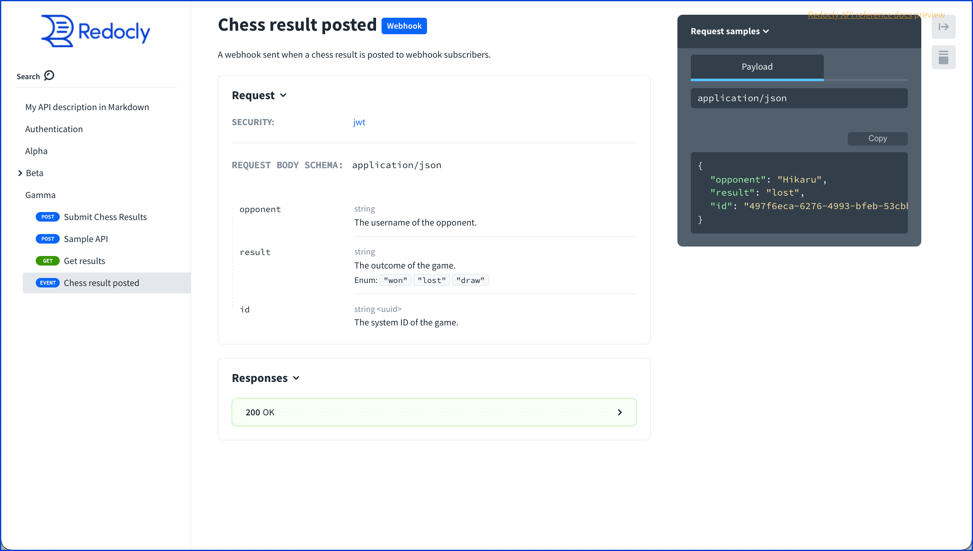 Redocly
Search
My API description in Markdown
Authentication
Alpha
Beta
Gamma
POST Submit Chess Results
POST Sample API
GET Get results
EVENT Chess result posted
Chess result posted Webhook
A webhook sent when a chess result is posted to webhook subscribers.
Request
SECURITY: jwt
REQUEST BODY SCHEMA: application/json
opponent string
The username of the opponent.
result string
The outcome of the game.
Enum: "won" "lost" "draw"
id string <uuid>
The system ID of the game.
Responses
200 OK
Redocly API reference docs preview
Request samples
Payload
application/json
Copy
{
"opponent": "Hikaru",
"result": "lost",
"id": "497f6eca-6276-4993-bfeb-53cbb
}